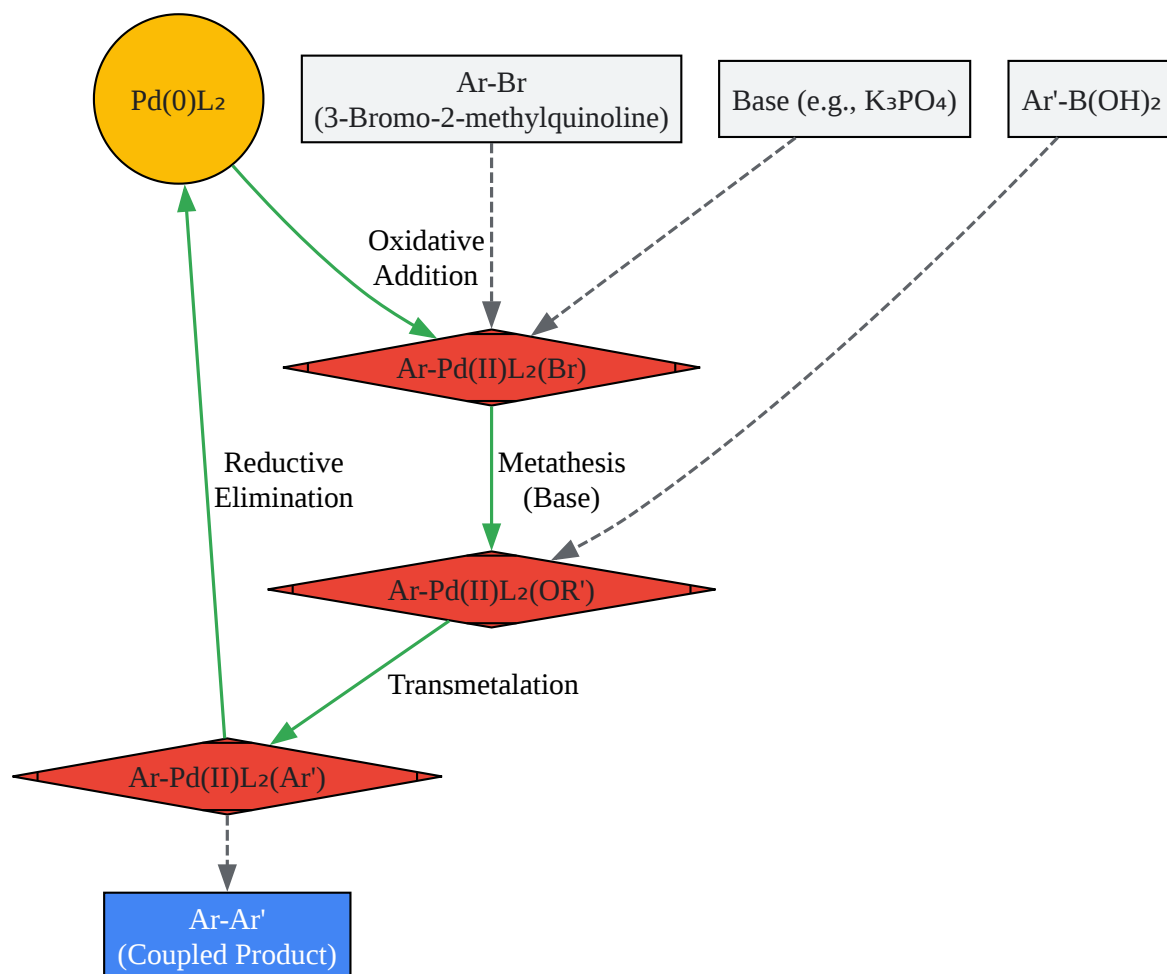 Pd(0)L₂
Ar-Br
(3-Bromo-2-methylquinoline)
Base (e.g., K₃PO₄)
Ar'-B(OH)₂
Oxidative
Addition
Ar-Pd(II)L₂(Br)
Reductive
Elimination
Metathesis
(Base)
Ar-Pd(II)L₂(OR')
Transmetalation
Ar-Pd(II)L₂(Ar')
Ar-Ar'
(Coupled Product)